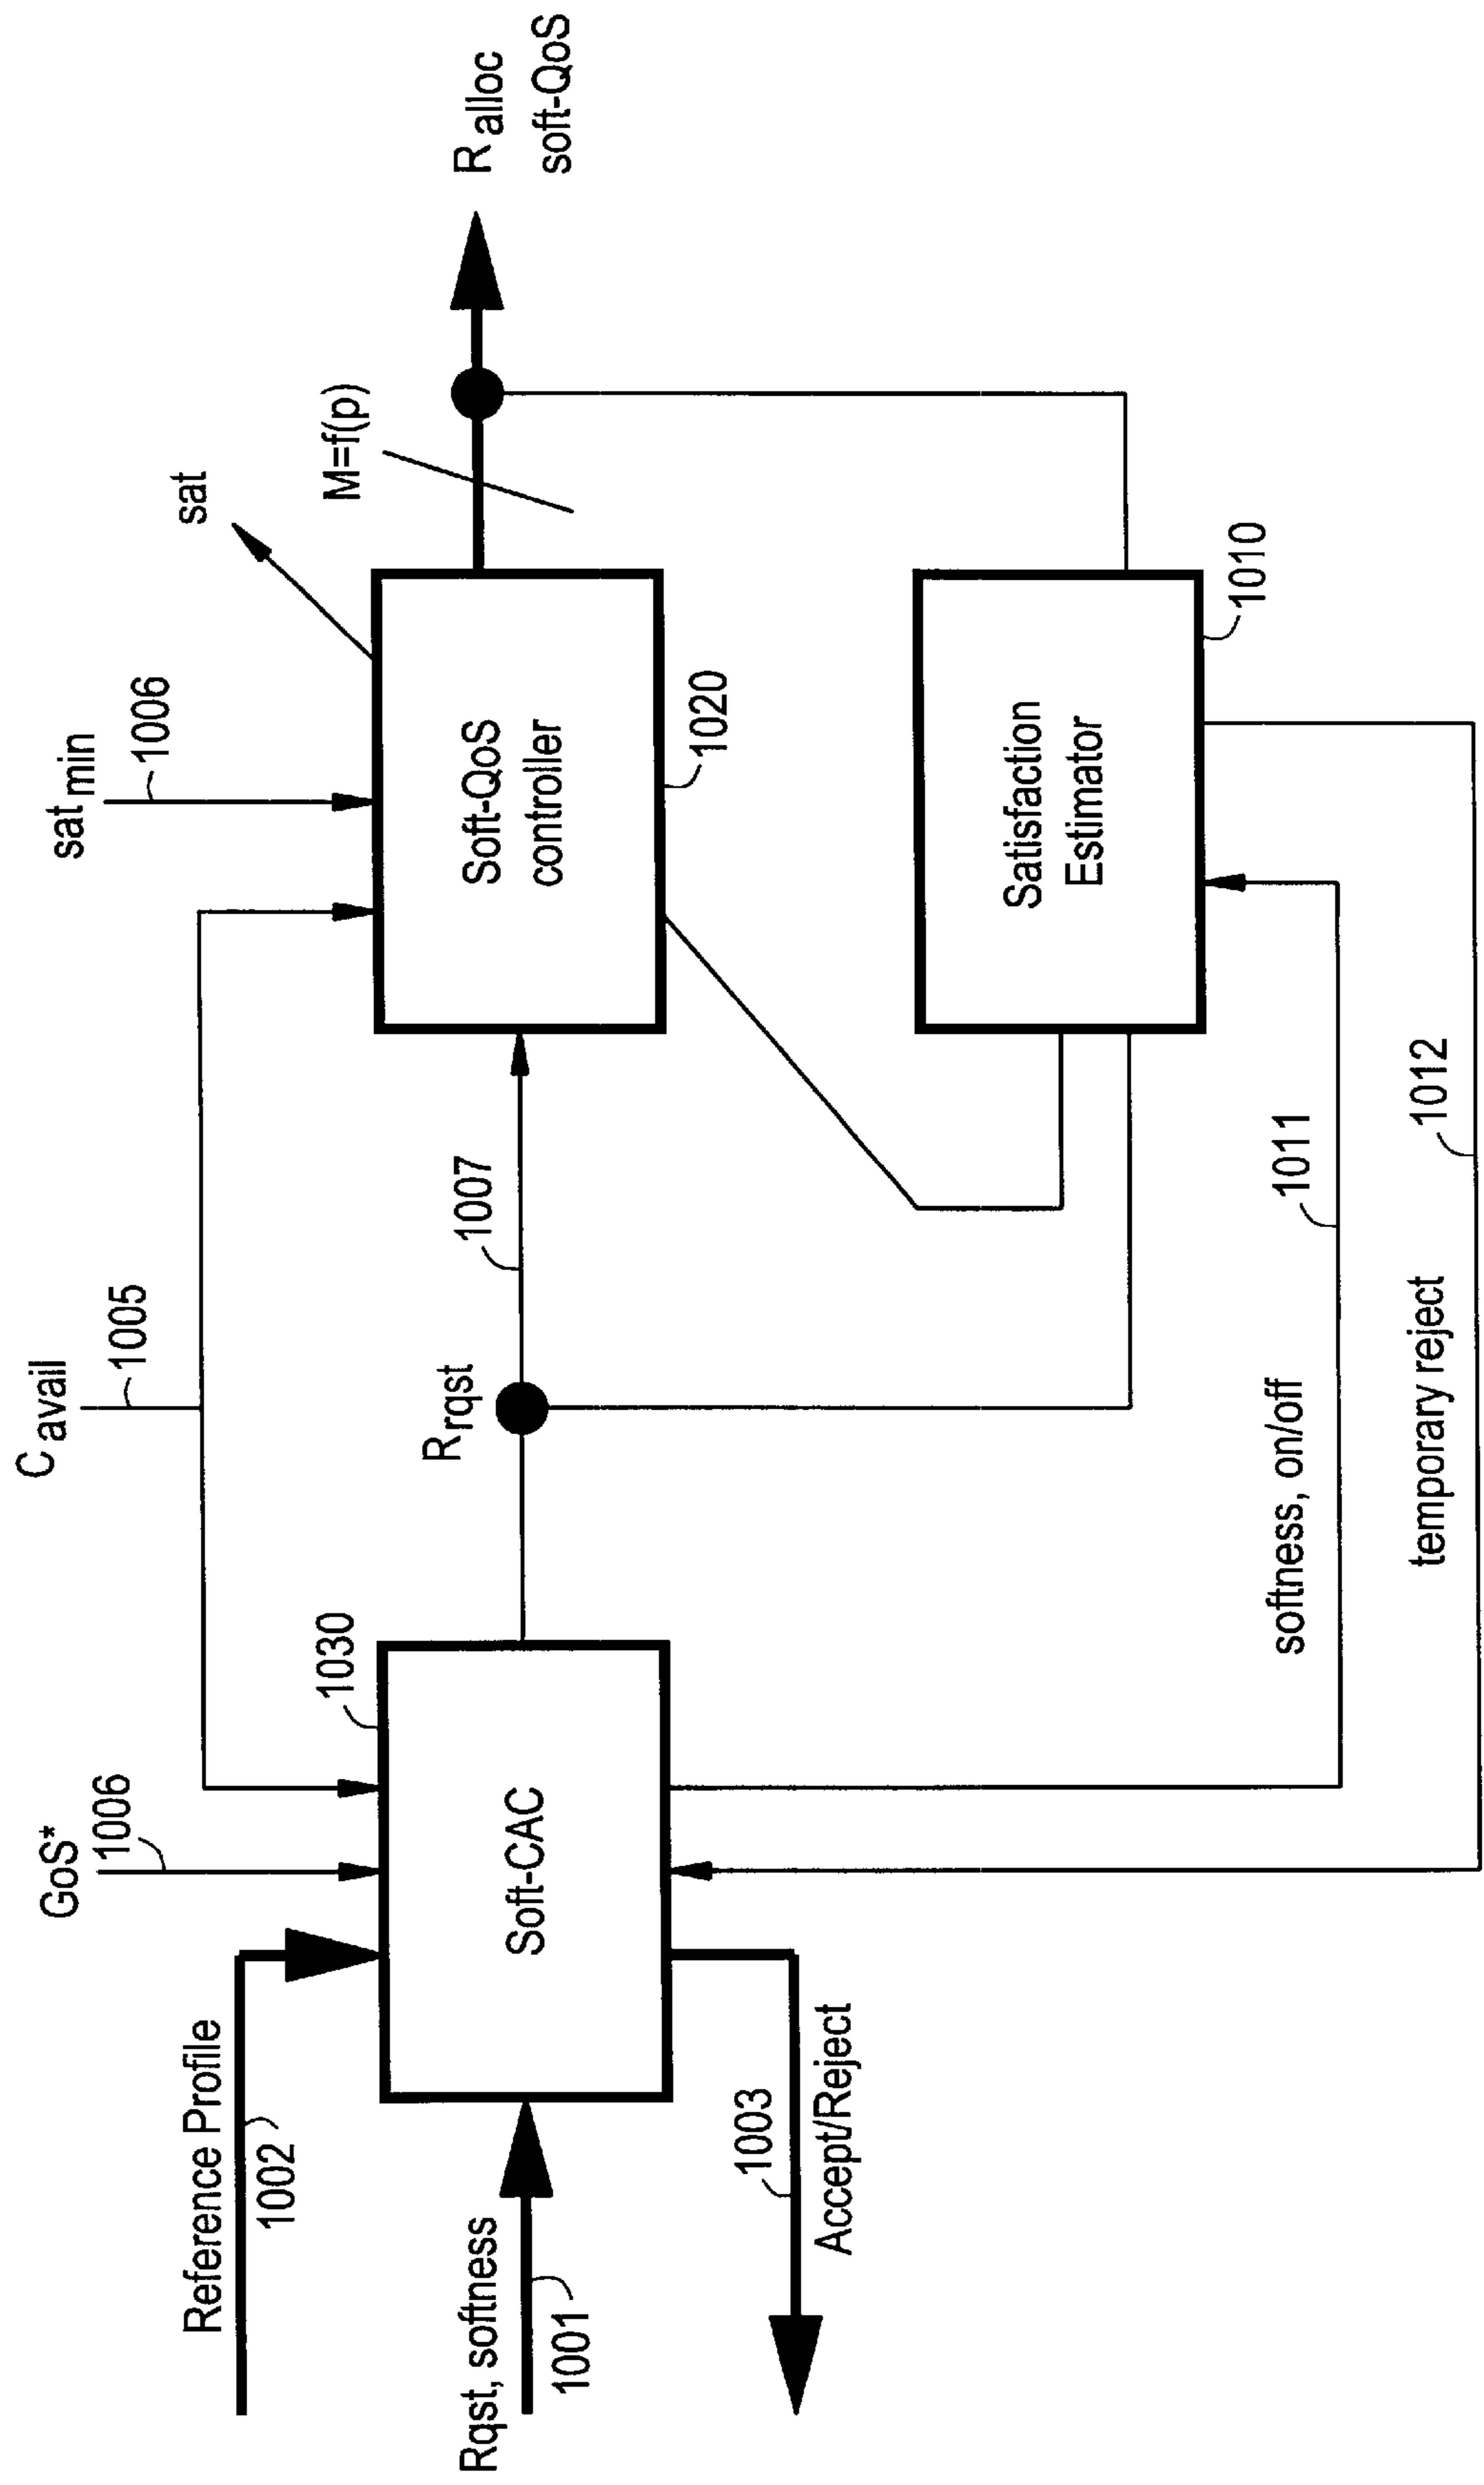 Reference Profile
1002
GoS*
1006
C avail
1005
sat min
1006
sat
Rqst, softness
1001
Soft-CAC
1030
R rqst
1007
Soft-QoS
controller
1020
M=f(p)
R alloc
soft-QoS
1003
Accept/Reject
Satisfaction
Estimator
1010
softness, on/off
1011
temporary reject
1012